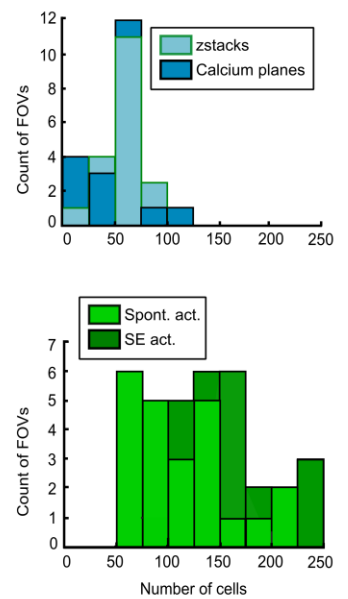 12
10
8
6
4
2
0
Count of FOVs
zstacks
Calcium planes
0 50 100 150 200 250
Spont. act.
SE act.
7
6
5
4
3
2
1
0
Count of FOVs
0 50 100 150 200 250
Number of cells